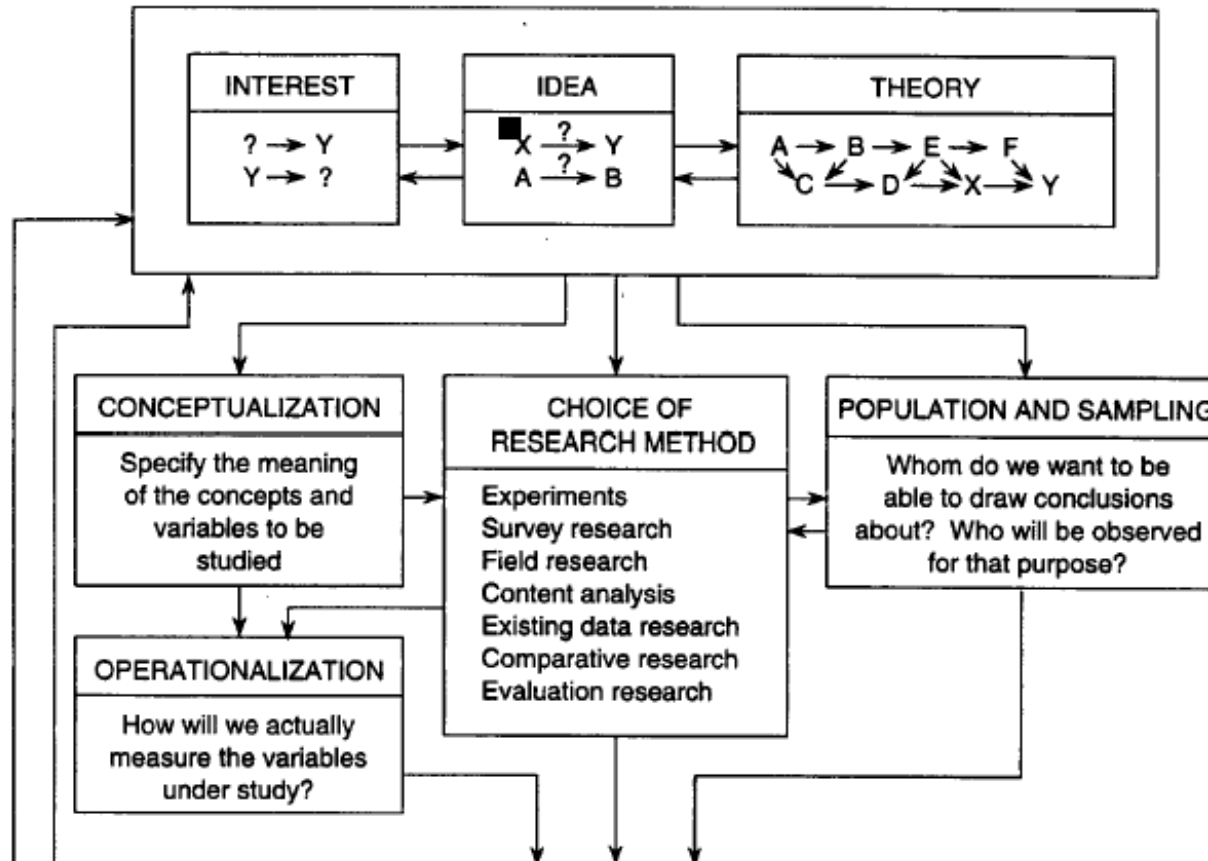 INTEREST
? → Y
Y → ?
IDEA
?
X → Y
?
A → B
THEORY
A → B → E → F
C → D → X → Y
CONCEPTUALIZATION
Specify the meaning
of the concepts and
variables to be
studied
CHOICE OF
RESEARCH METHOD
Experiments
Survey research
Field research
Content analysis
Existing data research
Comparative research
Evaluation research
POPULATION AND SAMPLING
Whom do we want to be
able to draw conclusions
about? Who will be observed
for that purpose?
OPERATIONALIZATION
How will we actually
measure the variables
under study?